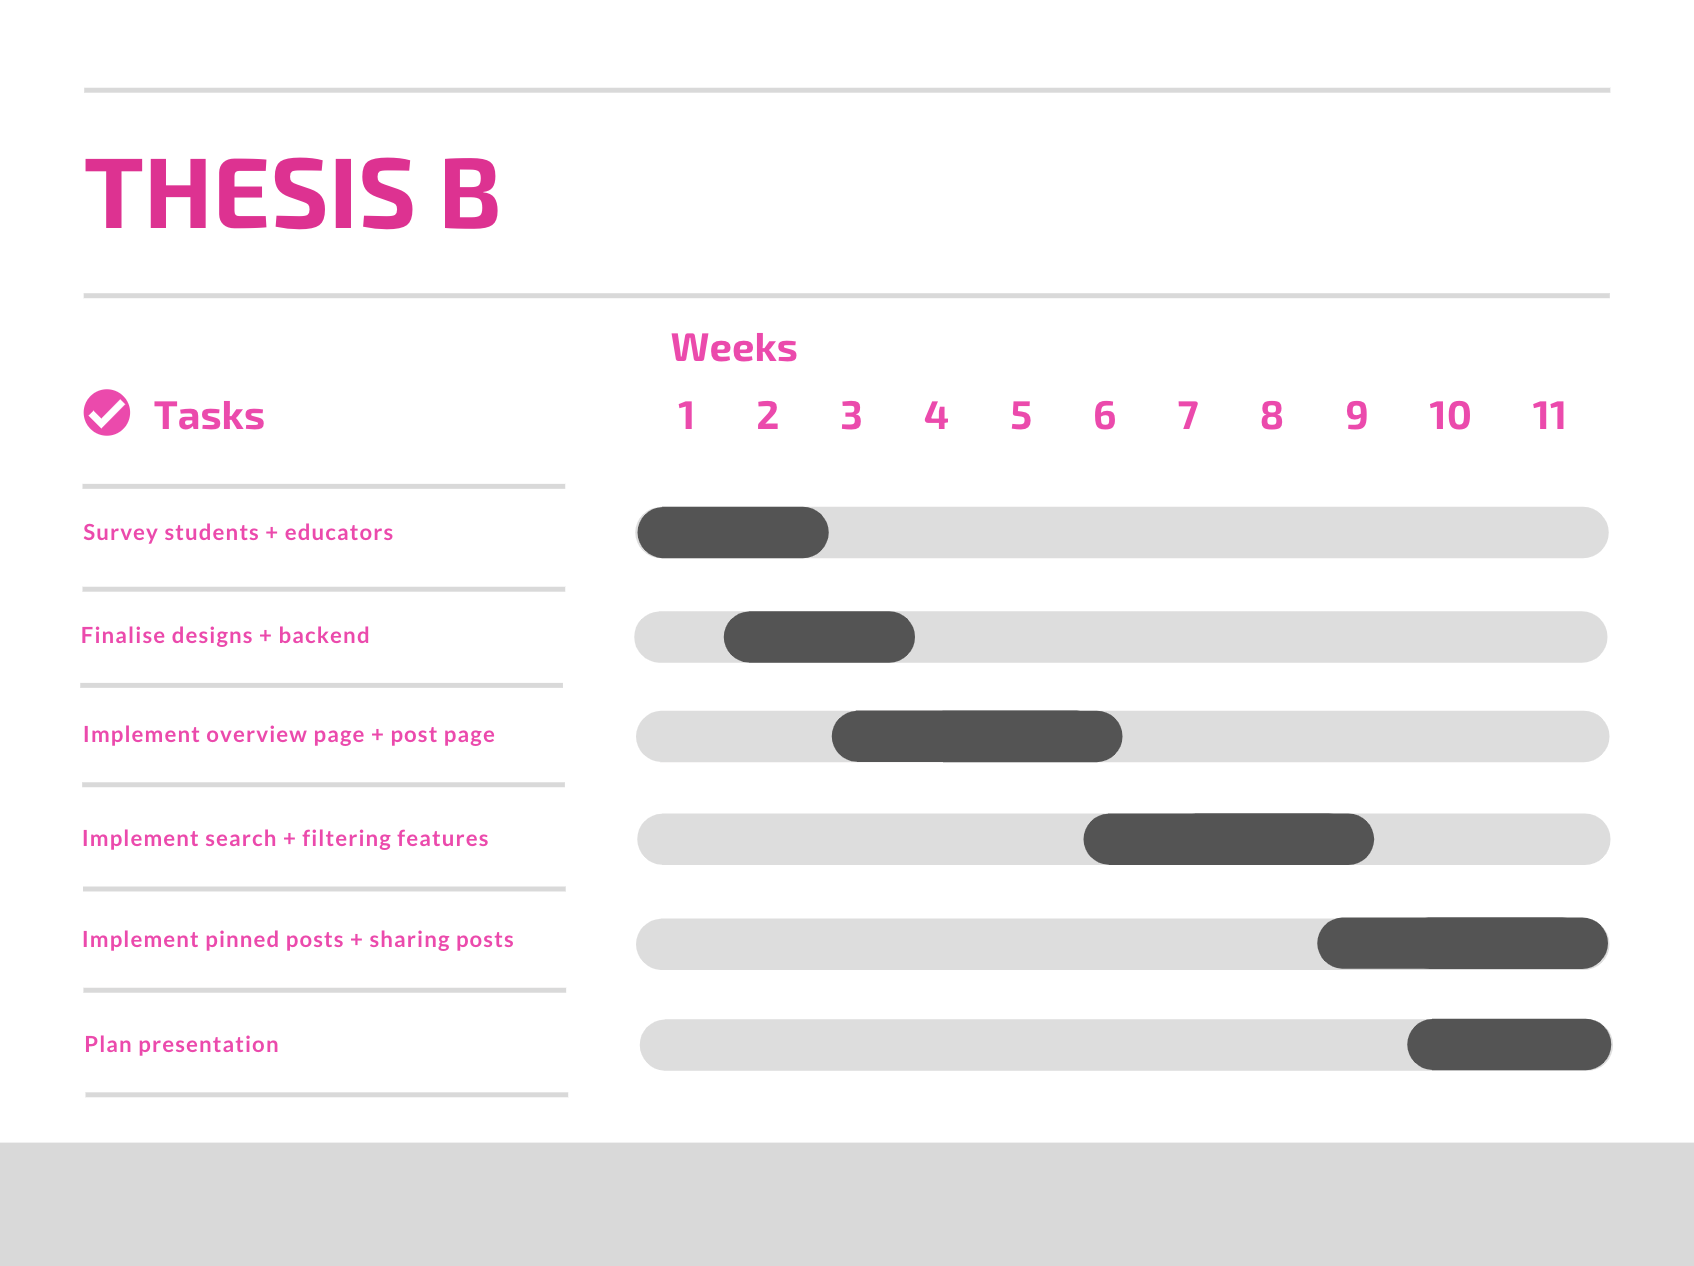 THESIS B
Weeks
Tasks 1 2 3 4 5 6 7 8 9 10 11
Survey students + educators
Finalise designs + backend
Implement overview page + post page
Implement search + filtering features
Implement pinned posts + sharing posts
Plan presentation